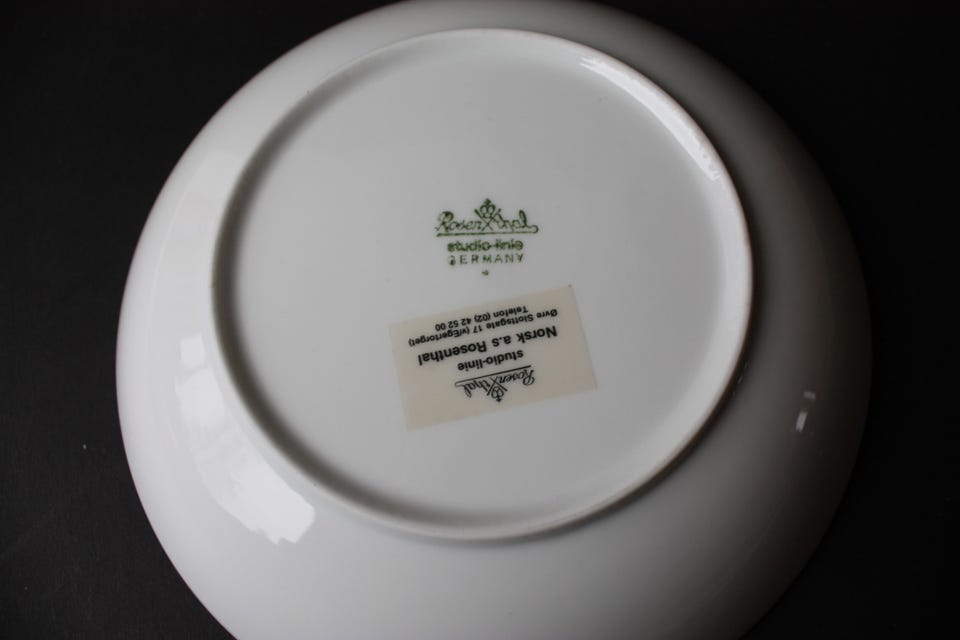 Rosenthal
studio-linie
GERMANY
Rosenthal
studio-linie
Norsk a.s Rosenthal
Øvre Slottsgate 17 (v/Egertorget)
Telefon (02) 42 52 00